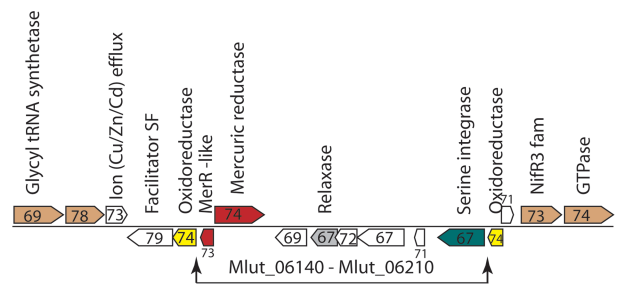 Glycyl tRNA synthetase
Ion (Cu/Zn/Cd) efflux
Facilitator SF
Oxidoreductase
MerR -like
Mercuric reductase
Relaxase
Serine integrase
Oxidoreductase
NifR3 fam
GTPase
69 78 73 74 71 73 74
79 74 73 69 67 72 67 71 67 74
Mlut_06140 - Mlut_06210